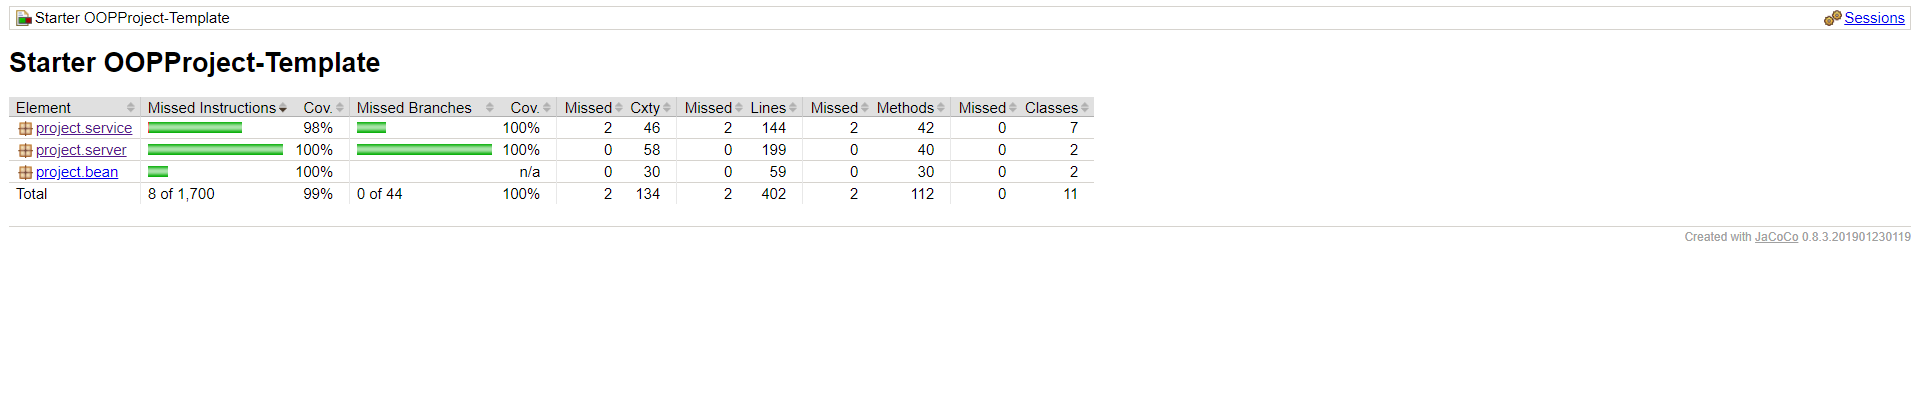 Starter OOPProject-Template Sessions
Starter OOPProject-Template
Element Missed Instructions Cov. Missed Branches Cov. Missed Cxty Missed Lines Missed Methods Missed Classes
project.service 98% 100% 2 46 2 144 2 42 0 7
project.server 100% 100% 0 58 0 199 0 40 0 2
project.bean 100% n/a 0 30 0 59 0 30 0 2
Total 8 of 1,700 99% 0 of 44 100% 2 134 2 402 2 112 0 11
Created with JaCoCo 0.8.3.201901230119